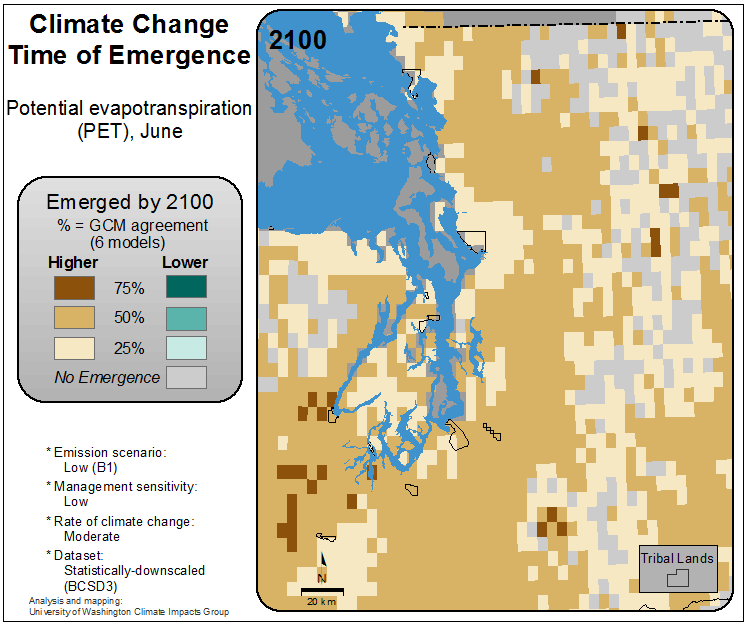 Climate Change
Time of Emergence
Potential evapotranspiration
(PET), June
Emerged by 2100
% = GCM agreement
(6 models)
Higher Lower
75%
50%
25%
No Emergence
* Emission scenario:
Low (B1)
* Management sensitivity:
Low
* Rate of climate change:
Moderate
* Dataset:
Statistically-downscaled
(BCSD3)
Analysis and mapping:
University of Washington Climate Impacts Group
2100
N
20 km
Tribal Lands